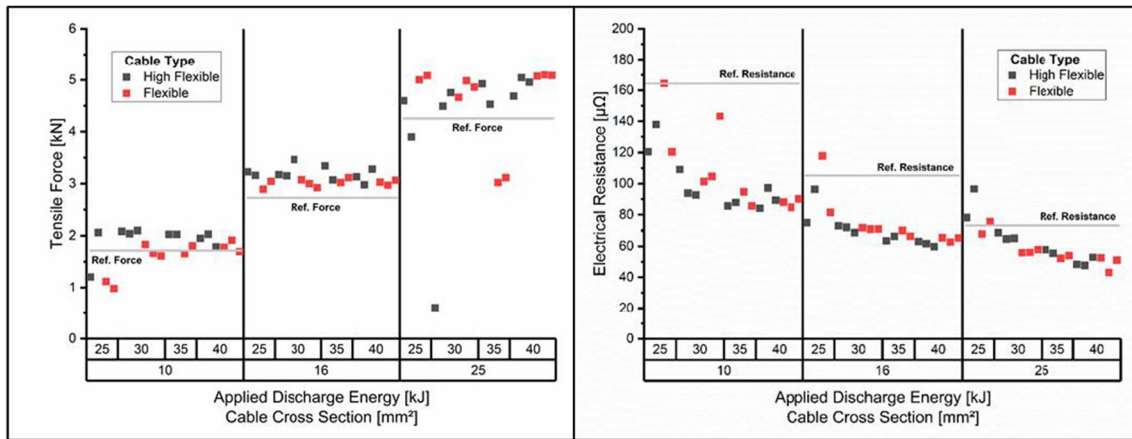 Tensile Force [kN]
6
5
4
3
2
1
0
Cable Type
High Flexible
Flexible
Ref. Force
Ref. Force
Ref. Force
25 30 35 40 25 30 35 40 25 30 35 40
10 16 25
Applied Discharge Energy [kJ]
Cable Cross Section [mm²]
Electrical Resistance [µΩ]
200
180
160
140
120
100
80
60
40
20
0
Cable Type
High Flexible
Flexible
Ref. Resistance
Ref. Resistance
Ref. Resistance
25 30 35 40 25 30 35 40 25 30 35 40
10 16 25
Applied Discharge Energy [kJ]
Cable Cross Section [mm²]